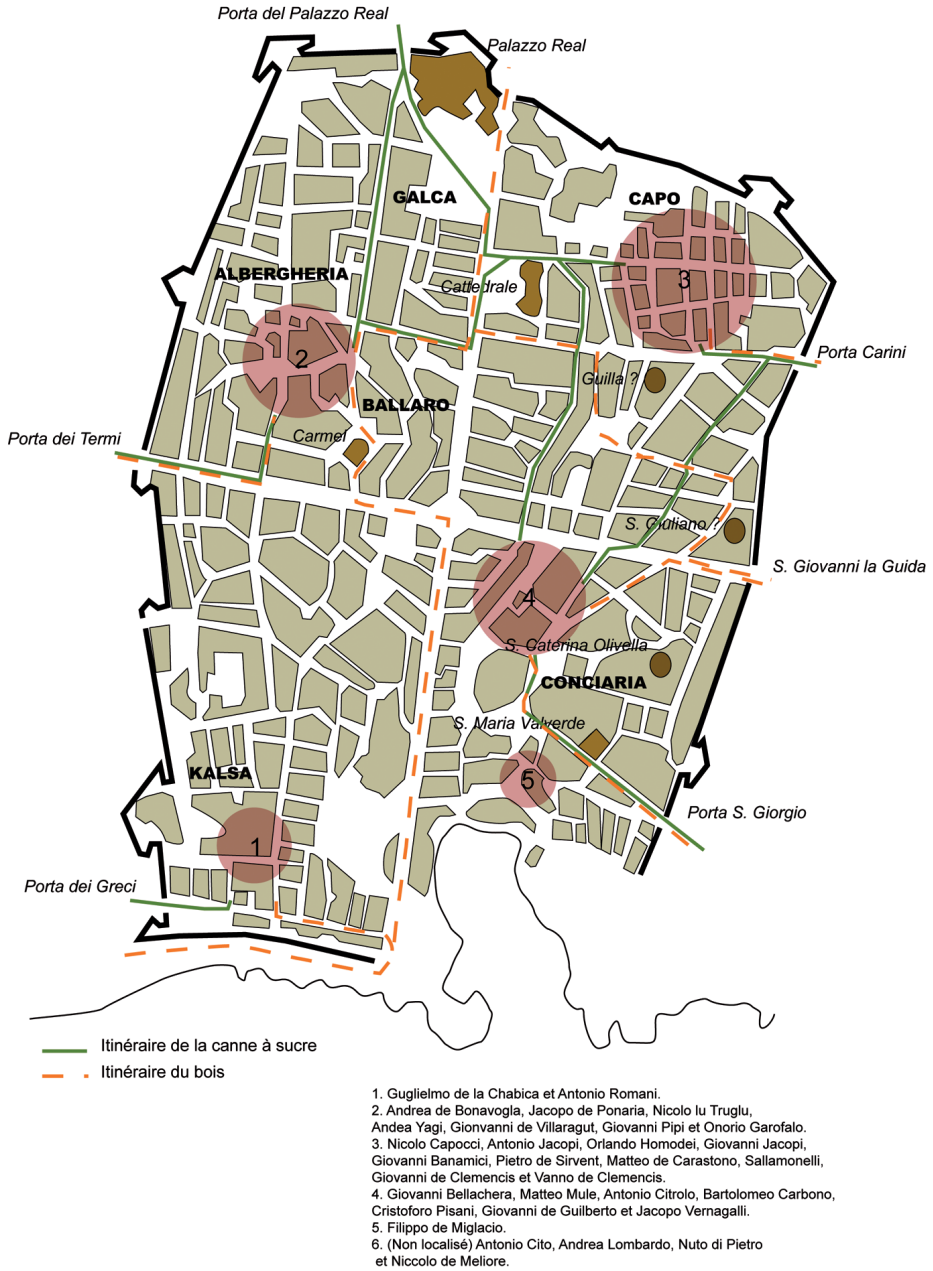 Porta del Palazzo Real
Palazzo Real
GALCA
CAPO
ALBERGHERIA
3
Cattedrale
2
Porta Carini
Guilla ?
BALLARO
Carmel
Porta dei Termi
S. Giuliano ?
S. Giovanni la Guida
4
S. Caterina Olivella
CONCIARIA
S. Maria Valverde
KALSA
5
Porta S. Giorgio
1
Porta dei Greci
Itinéraire de la canne à sucre
Itinéraire du bois
1. Guglielmo de la Chabica et Antonio Romani.
2. Andrea de Bonavogla, Jacopo de Ponaria, Nicolo lu Truglu,
Andea Yagi, Gionvanni de Villaragut, Giovanni Pipi et Onorio Garofalo.
3. Nicolo Capocci, Antonio Jacopi, Orlando Homodei, Giovanni Jacopi,
Giovanni Banamici, Pietro de Sirvent, Matteo de Carastono, Sallamonelli,
Giovanni de Clemencis et Vanno de Clemencis.
4. Giovanni Bellachera, Matteo Mule, Antonio Citrolo, Bartolomeo Carbono,
Cristoforo Pisani, Giovanni de Guilberto et Jacopo Vernagalli.
5. Filippo de Miglacio.
6. (Non localisé) Antonio Cito, Andrea Lombardo, Nuto di Pietro
et Niccolo de Meliore.